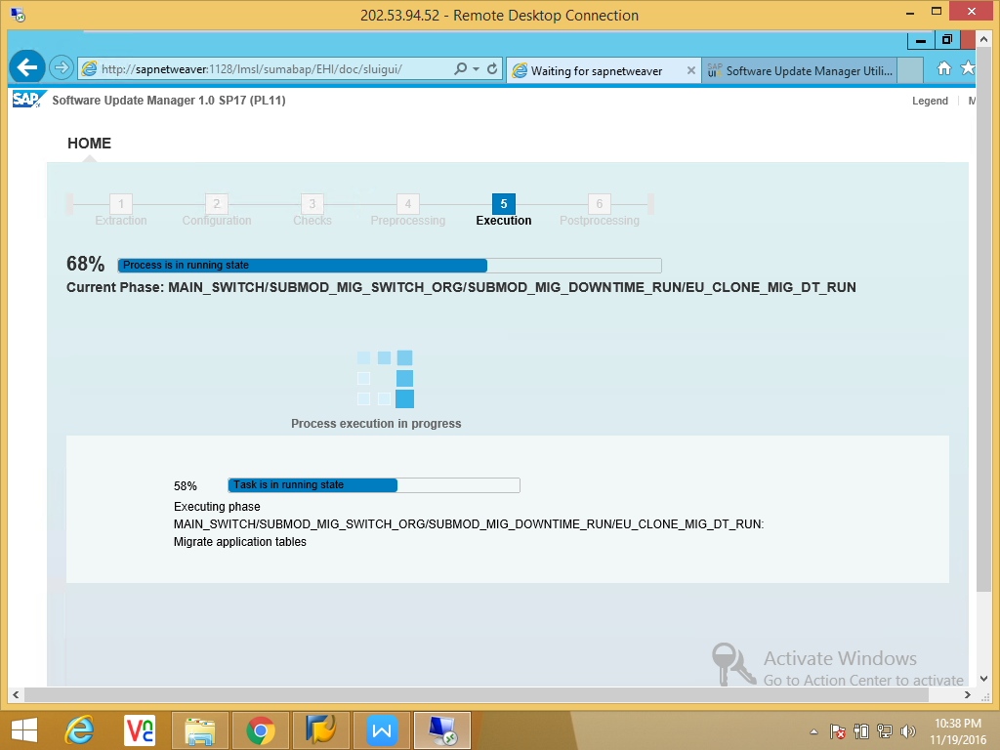 202.53.94.52 - Remote Desktop Connection
http://sapnetweaver:1128/lmsl/sumabap/EHI/doc/sluigui/
Waiting for sapnetweaver
SAP UI Software Update Manager Utili...
SAP Software Update Manager 1.0 SP17 (PL11)
Legend
M
HOME
1 2 3 4 5 6
Extraction Configuration Checks Preprocessing Execution Postprocessing
68% Process is in running state
Current Phase: MAIN_SWITCH/SUBMOD_MIG_SWITCH_ORG/SUBMOD_MIG_DOWNTIME_RUN/EU_CLONE_MIG_DT_RUN
Process execution in progress
58% Task is in running state
Executing phase
MAIN_SWITCH/SUBMOD_MIG_SWITCH_ORG/SUBMOD_MIG_DOWNTIME_RUN/EU_CLONE_MIG_DT_RUN:
Migrate application tables
Activate Windows
Go to Action Center to activate
10:38 PM
11/19/2016